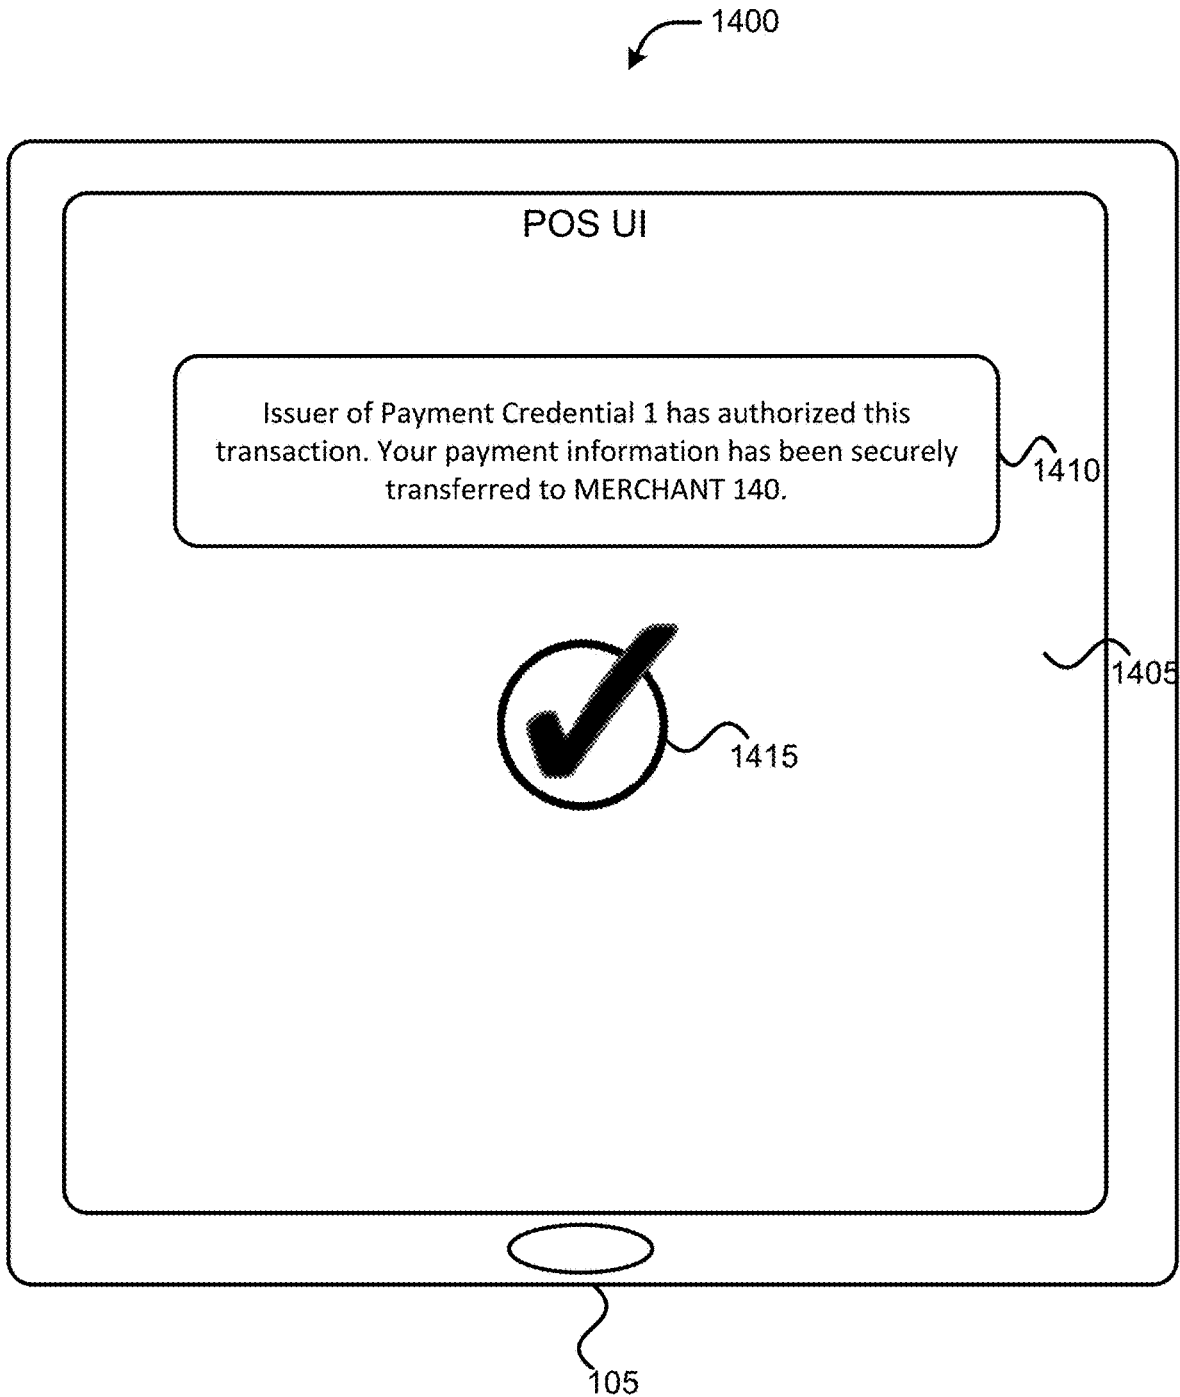 1400
POS UI
Issuer of Payment Credential 1 has authorized this
transaction. Your payment information has been securely
transferred to MERCHANT 140.
1410
1405
1415
105